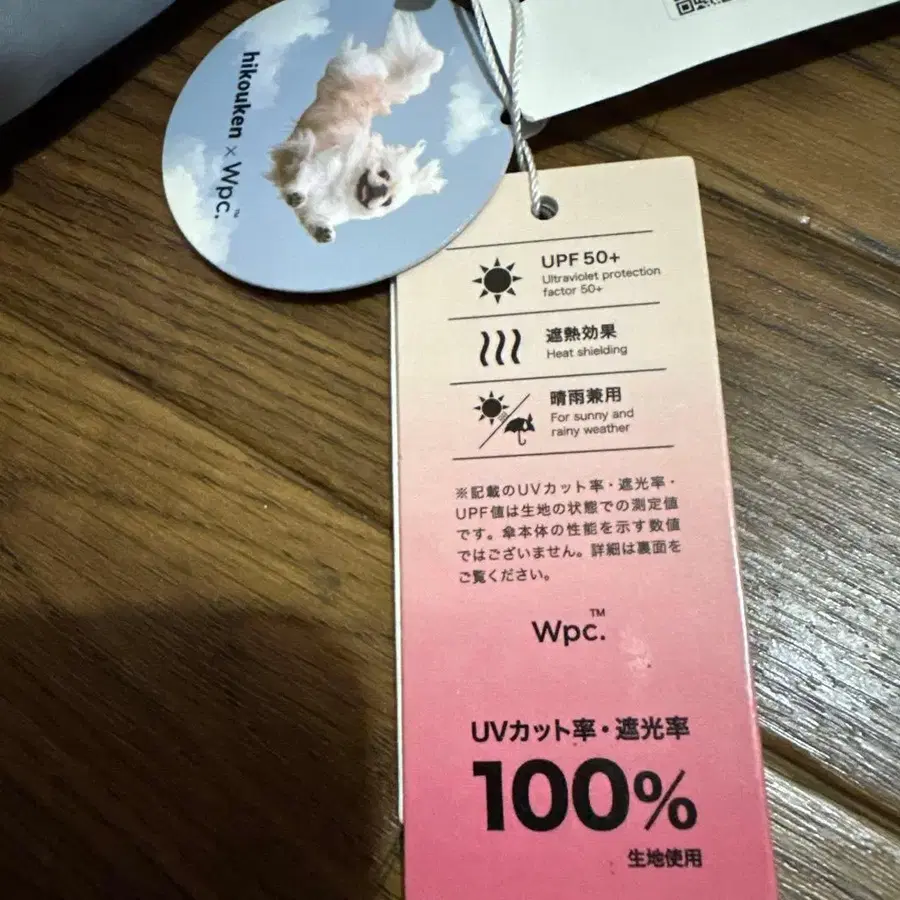 hikouken × Wpc.™
UPF 50+
Ultraviolet protection
factor 50+
遮熱効果
Heat shielding
晴雨兼用
For sunny and
rainy weather
※記載のUVカット率・遮光率・
UPF値は生地の状態での測定値
です。傘本体の性能を示す数値
ではございません。詳細は裏面を
ご覧ください。
Wpc.™
UVカット率・遮光率
100%
生地使用